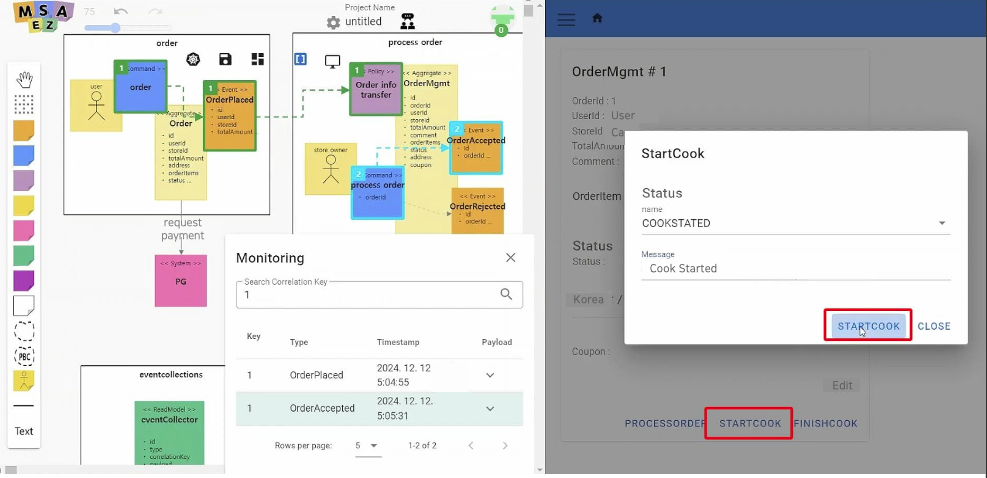 MSA
EZ
75
Project Name
untitled
0
order
process order
user
1
Command >>
order
1
< Event >>
OrderPlaced
id
userId
storeId
totalAmount
<< Aggregate >>
Order
id
userId
storeId
totalAmount
address
orderItems
status ...
1
< Policy >>
Order info
transfer
<< Aggregate >>
OrderMgmt
id
orderId
userId
storeId
totalAmount
comment
orderItems
status
address
coupon
2
< Event >>
OrderAccepted
id
orderId ...
store owner
2
Command >>
process order
orderId
<< Event >>
OrderRejected
id
orderId ...
request
payment
<< System >>
PG
eventcollections
<< ReadModel >>
eventCollector
id
type
correlationKey
payload
PBC
Text
Monitoring
Search Correlation Key
1
Key Type Timestamp Payload
1 OrderPlaced 2024. 12. 12 5:04:55
1 OrderAccepted 2024. 12. 12. 5:05:31
Rows per page: 5 1-2 of 2
OrderMgmt # 1
OrderId : 1
UserId : User
StoreId Ca
TotalAmoun
Comment :
OrderItem
Status
Status :
Korea /
Coupon :
Edit
PROCESSORDER STARTCOOK FINISHCOOK
StartCook
Status
name
COOKSTATED
Message
Cook Started
STARTCOOK CLOSE